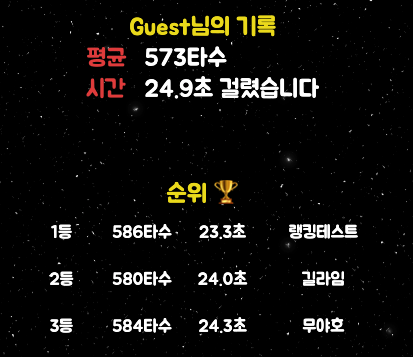 Guest님의 기록
평균 573타수
시간 24.9초 걸렸습니다
순위 🏆
1등 586타수 23.3초 랭킹테스트
2등 580타수 24.0초 길라임
3등 584타수 24.3초 무야호